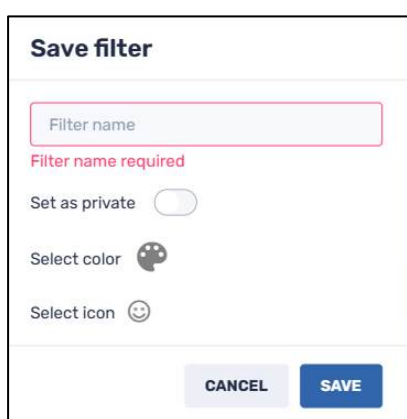 Save filter
Filter name
Filter name required
Set as private
Select color
Select icon
CANCEL SAVE